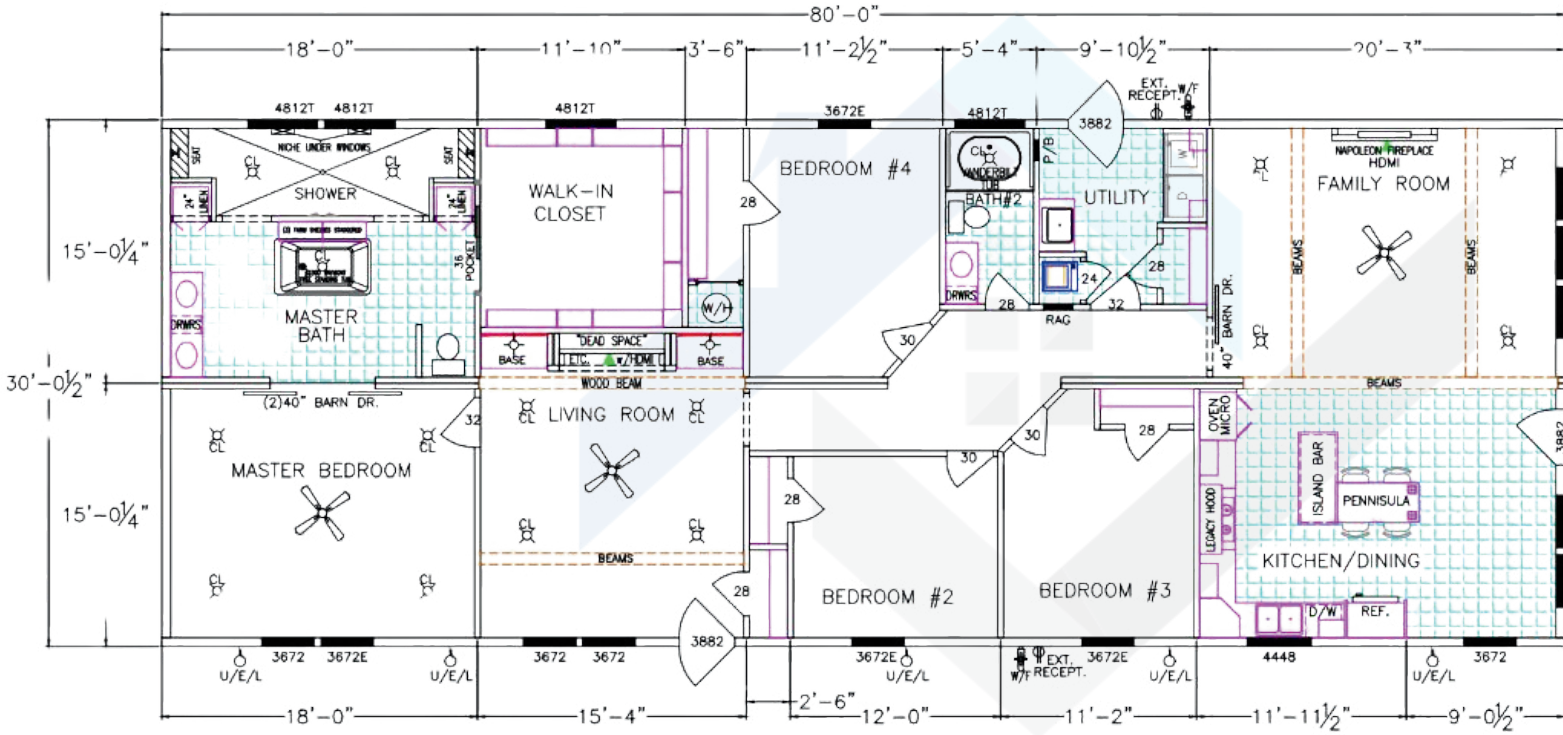 80'-0"
18'-0"
11'-10"
3'-6"
11'-2½"
5'-4"
9'-10½"
20'-3"
4812T
4812T
4812T
3672E
4812T
3882
EXT.
RECEPT.
W/F
SEAT
NICHE UNDER WINDOWS
CL
CL
SEAT
SHOWER
24" LINEN
24" LINEN
CL
36 POCKET
MASTER
BATH
DRWRS
WALK-IN
CLOSET
W/H
BASE
"DEAD SPACE"
ETC. w/HDMI
BASE
BEDROOM #4
28
30
CL
VANDERBILT
TUB
BATH#2
DRWRS
28
P/B
UTILITY
W
D
24
28
32
RAG
40" BARN DR.
NAPOLEON FIREPLACE
HDMI
FAMILY ROOM
L
CL
CL
CL
BEAMS
BEAMS
15'-0¼"
30'-0½"
15'-0¼"
WOOD BEAM
BEAMS
(2)40" BARN DR.
32
CL
CL
MASTER BEDROOM
CL
CL
LIVING ROOM
CL
CL
CL
CL
BEAMS
28
28
30
BEDROOM #2
30
28
BEDROOM #3
OVEN
MICRO
LEGACY HOOD
ISLAND BAR
PENNISULA
KITCHEN/DINING
D/W
REF.
3882
3672
3672E
3672
3672
3882
3672E
3672E
4448
3672
U/E/L
U/E/L
U/E/L
W/F
EXT.
RECEPT.
U/E/L
U/E/L
2'-6"
18'-0"
15'-4"
12'-0"
11'-2"
11'-11½"
9'-0½"